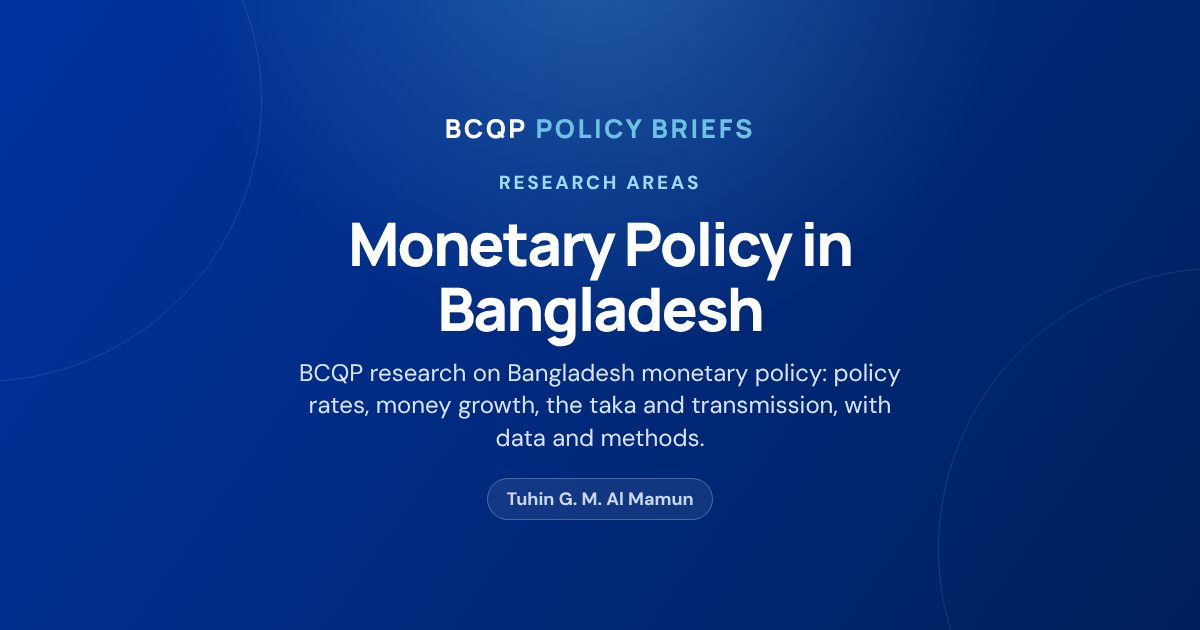 BCQP POLICY BRIEFS
RESEARCH AREAS
Monetary Policy in
Bangladesh
BCQP research on Bangladesh monetary policy: policy
rates, money growth, the taka and transmission, with
data and methods.
Tuhin G. M. Al Mamun